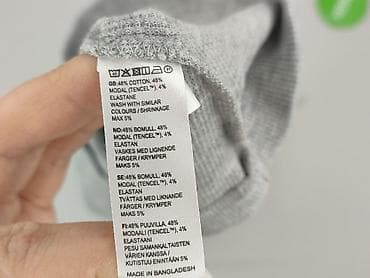 GB:48% COTTON, 48%
MODAL (TENCEL™), 4%
ELASTANE
WASH WITH SIMILAR
COLOURS / SHRINKAGE
MAX 5%
NO:48% BOMULL, 48%
MODAL (TENCEL™), 4%
ELASTAN
VASKES MED LIGNENDE
FARGER / KRYMPER
MAKS 5%
SE:48% BOMULL, 48%
MODAL (TENCEL™), 4%
ELASTAN
TVÄTTAS MED LIKNANDE
FÄRGER / KRYMPER
MAKS 5%
FI:48% PUUVILLA, 48%
MODAALI (TENCEL™), 4%
ELASTAANI
PESU SAMANKALTAISTEN
VÄRIEN KANSSA /
KUTISTUU ENINTÄÄN 5%
MADE IN BANGLADESH